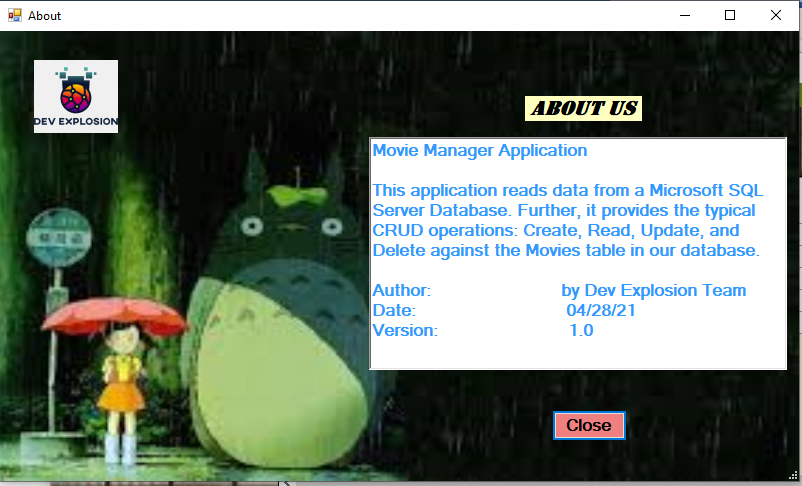 About
DEV EXPLOSION
ABOUT US
Movie Manager Application
This application reads data from a Microsoft SQL
Server Database. Further, it provides the typical
CRUD operations: Create, Read, Update, and
Delete against the Movies table in our database.
Author: by Dev Explosion Team
Date: 04/28/21
Version: 1.0
Close